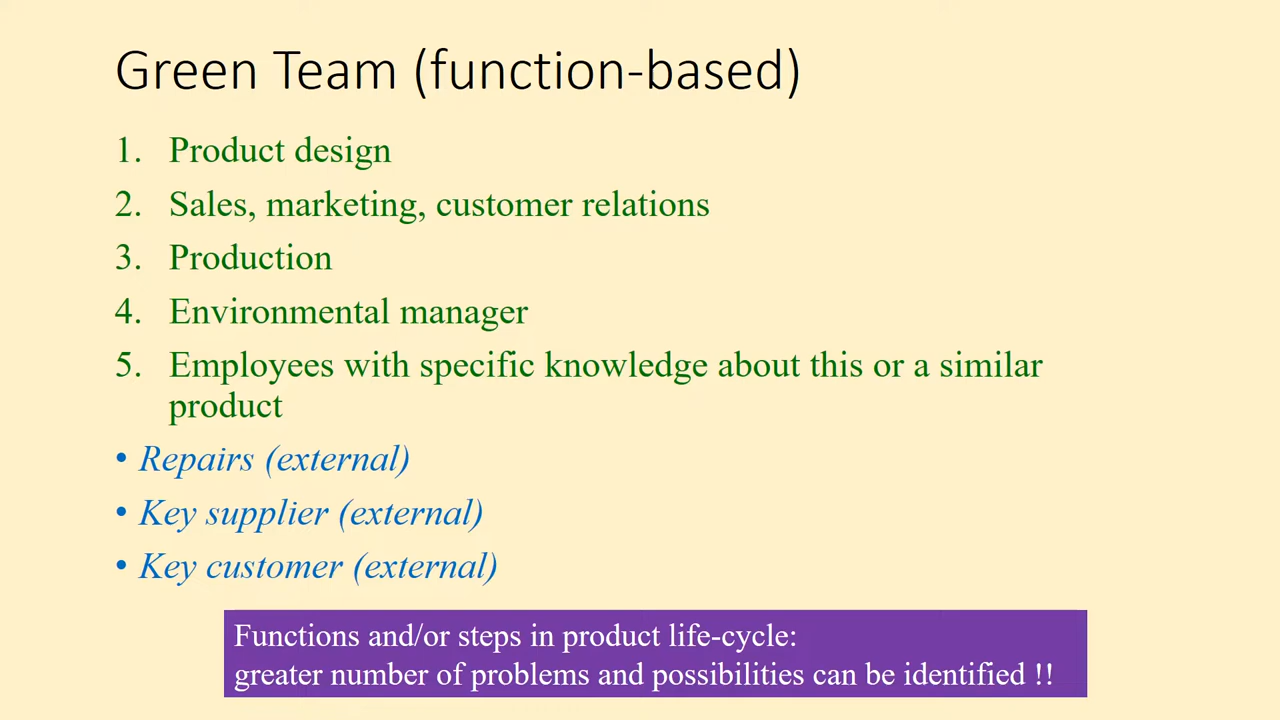 Green Team (function-based)
1. Product design
2. Sales, marketing, customer relations
3. Production
4. Environmental manager
5. Employees with specific knowledge about this or a similar
product
• Repairs (external)
• Key supplier (external)
• Key customer (external)
Functions and/or steps in product life-cycle:
greater number of problems and possibilities can be identified !!